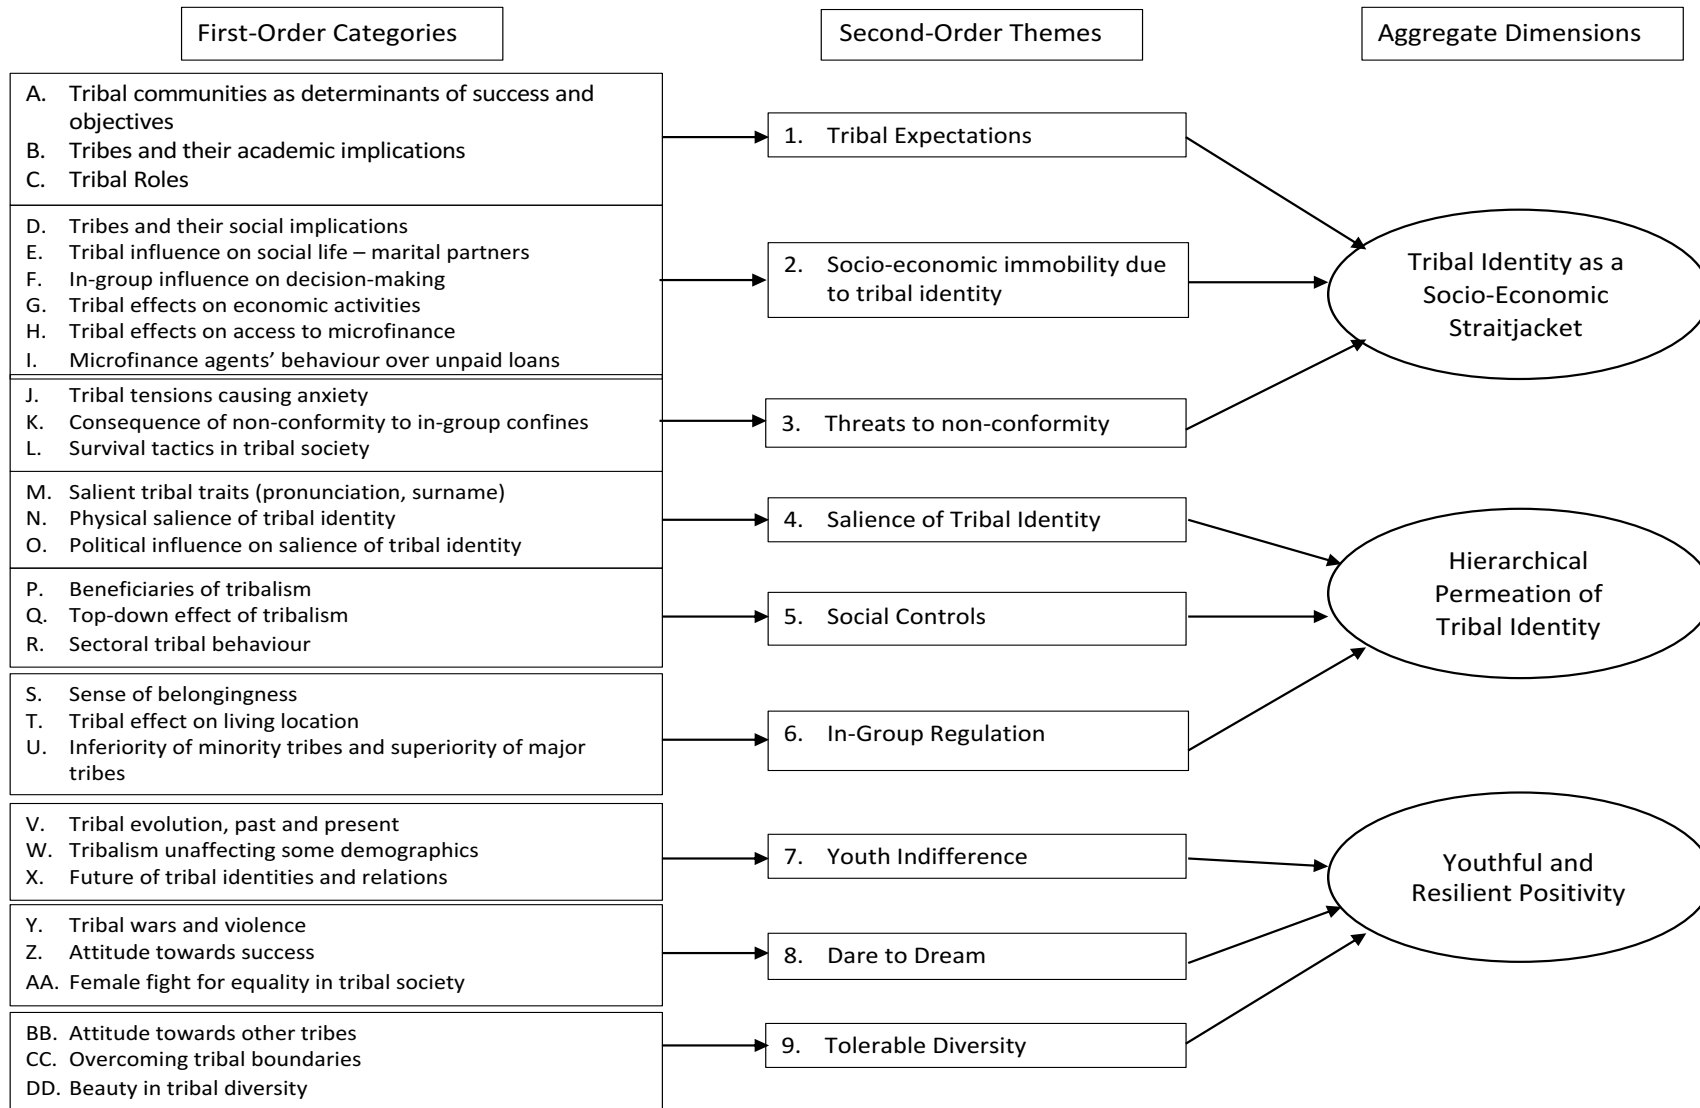 First-Order Categories
Second-Order Themes
Aggregate Dimensions
A. Tribal communities as determinants of success and
objectives
B. Tribes and their academic implications
C. Tribal Roles
D. Tribes and their social implications
E. Tribal influence on social life – marital partners
F. In-group influence on decision-making
G. Tribal effects on economic activities
H. Tribal effects on access to microfinance
I. Microfinance agents’ behaviour over unpaid loans
J. Tribal tensions causing anxiety
K. Consequence of non-conformity to in-group confines
L. Survival tactics in tribal society
M. Salient tribal traits (pronunciation, surname)
N. Physical salience of tribal identity
O. Political influence on salience of tribal identity
P. Beneficiaries of tribalism
Q. Top-down effect of tribalism
R. Sectoral tribal behaviour
S. Sense of belongingness
T. Tribal effect on living location
U. Inferiority of minority tribes and superiority of major
tribes
V. Tribal evolution, past and present
W. Tribalism unaffecting some demographics
X. Future of tribal identities and relations
Y. Tribal wars and violence
Z. Attitude towards success
AA. Female fight for equality in tribal society
BB. Attitude towards other tribes
CC. Overcoming tribal boundaries
DD. Beauty in tribal diversity
1. Tribal Expectations
2. Socio-economic immobility due
to tribal identity
3. Threats to non-conformity
4. Salience of Tribal Identity
5. Social Controls
6. In-Group Regulation
7. Youth Indifference
8. Dare to Dream
9. Tolerable Diversity
Tribal Identity as a
Socio-Economic
Straitjacket
Hierarchical
Permeation of
Tribal Identity
Youthful and
Resilient Positivity